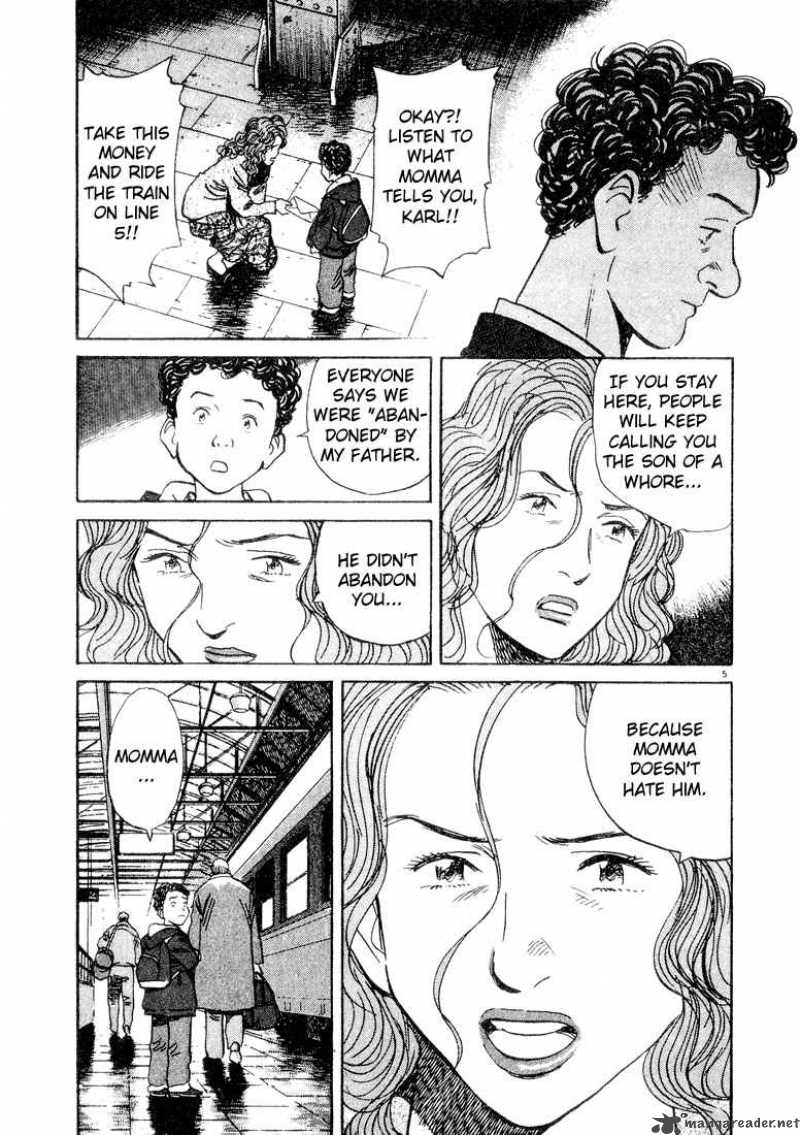 OKAY?!
LISTEN TO
WHAT
MOMMA
TELLS YOU,
KARL!!
TAKE THIS
MONEY
AND RIDE
THE TRAIN
ON LINE
5!!
IF YOU STAY
HERE, PEOPLE
WILL KEEP
CALLING YOU
THE SON OF A
WHORE...
EVERYONE
SAYS WE
WERE "ABAN-
DONED" BY
MY FATHER.
HE DIDN'T
ABANDON
YOU...
5
BECAUSE
MOMMA
DOESN'T
HATE HIM.
MOMMA
...
mangareader.net